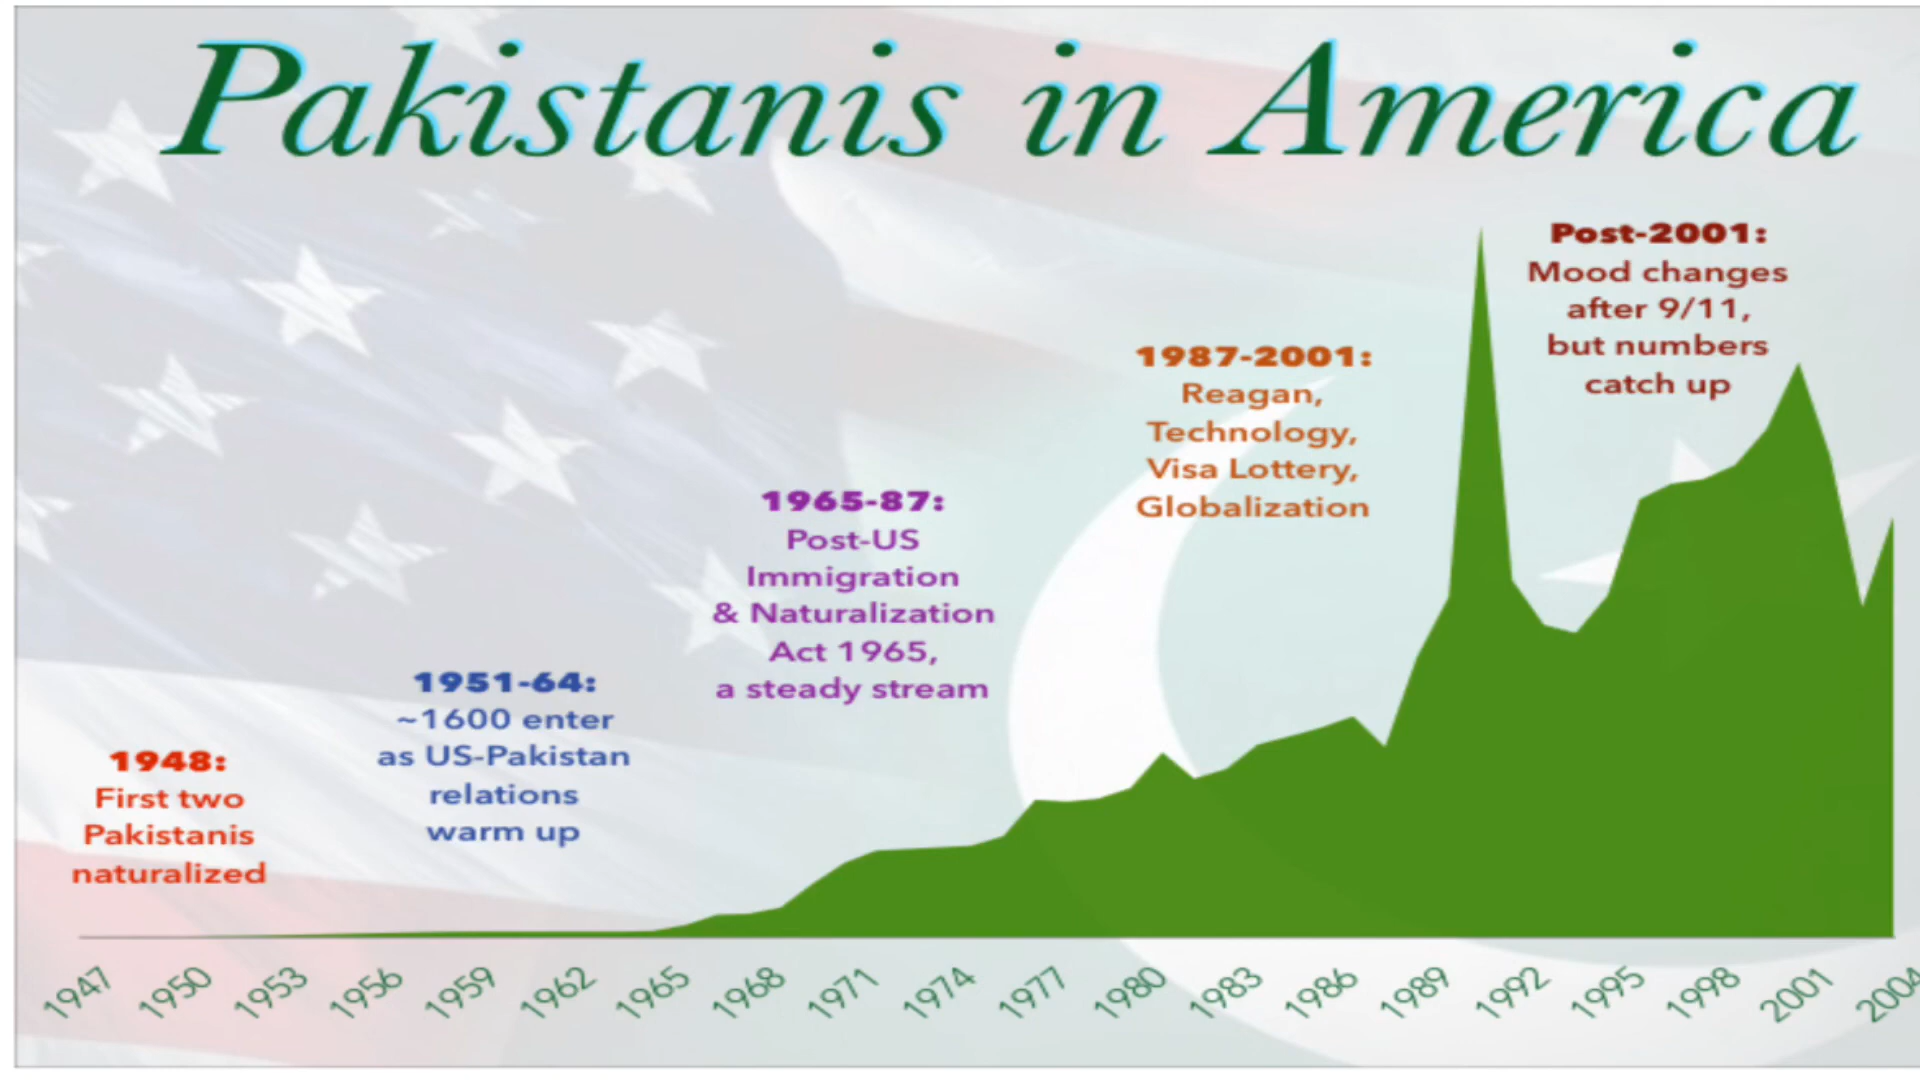 Pakistanis in America
1948:
First two
Pakistanis
naturalized
1951-64:
~1600 enter
as US-Pakistan
relations
warm up
1965-87:
Post-US
Immigration
& Naturalization
Act 1965,
a steady stream
1987-2001:
Reagan,
Technology,
Visa Lottery,
Globalization
Post-2001:
Mood changes
after 9/11,
but numbers
catch up
1947 1950 1953 1956 1959 1962 1965 1968 1971 1974 1977 1980 1983 1986 1989 1992 1995 1998 2001 2004